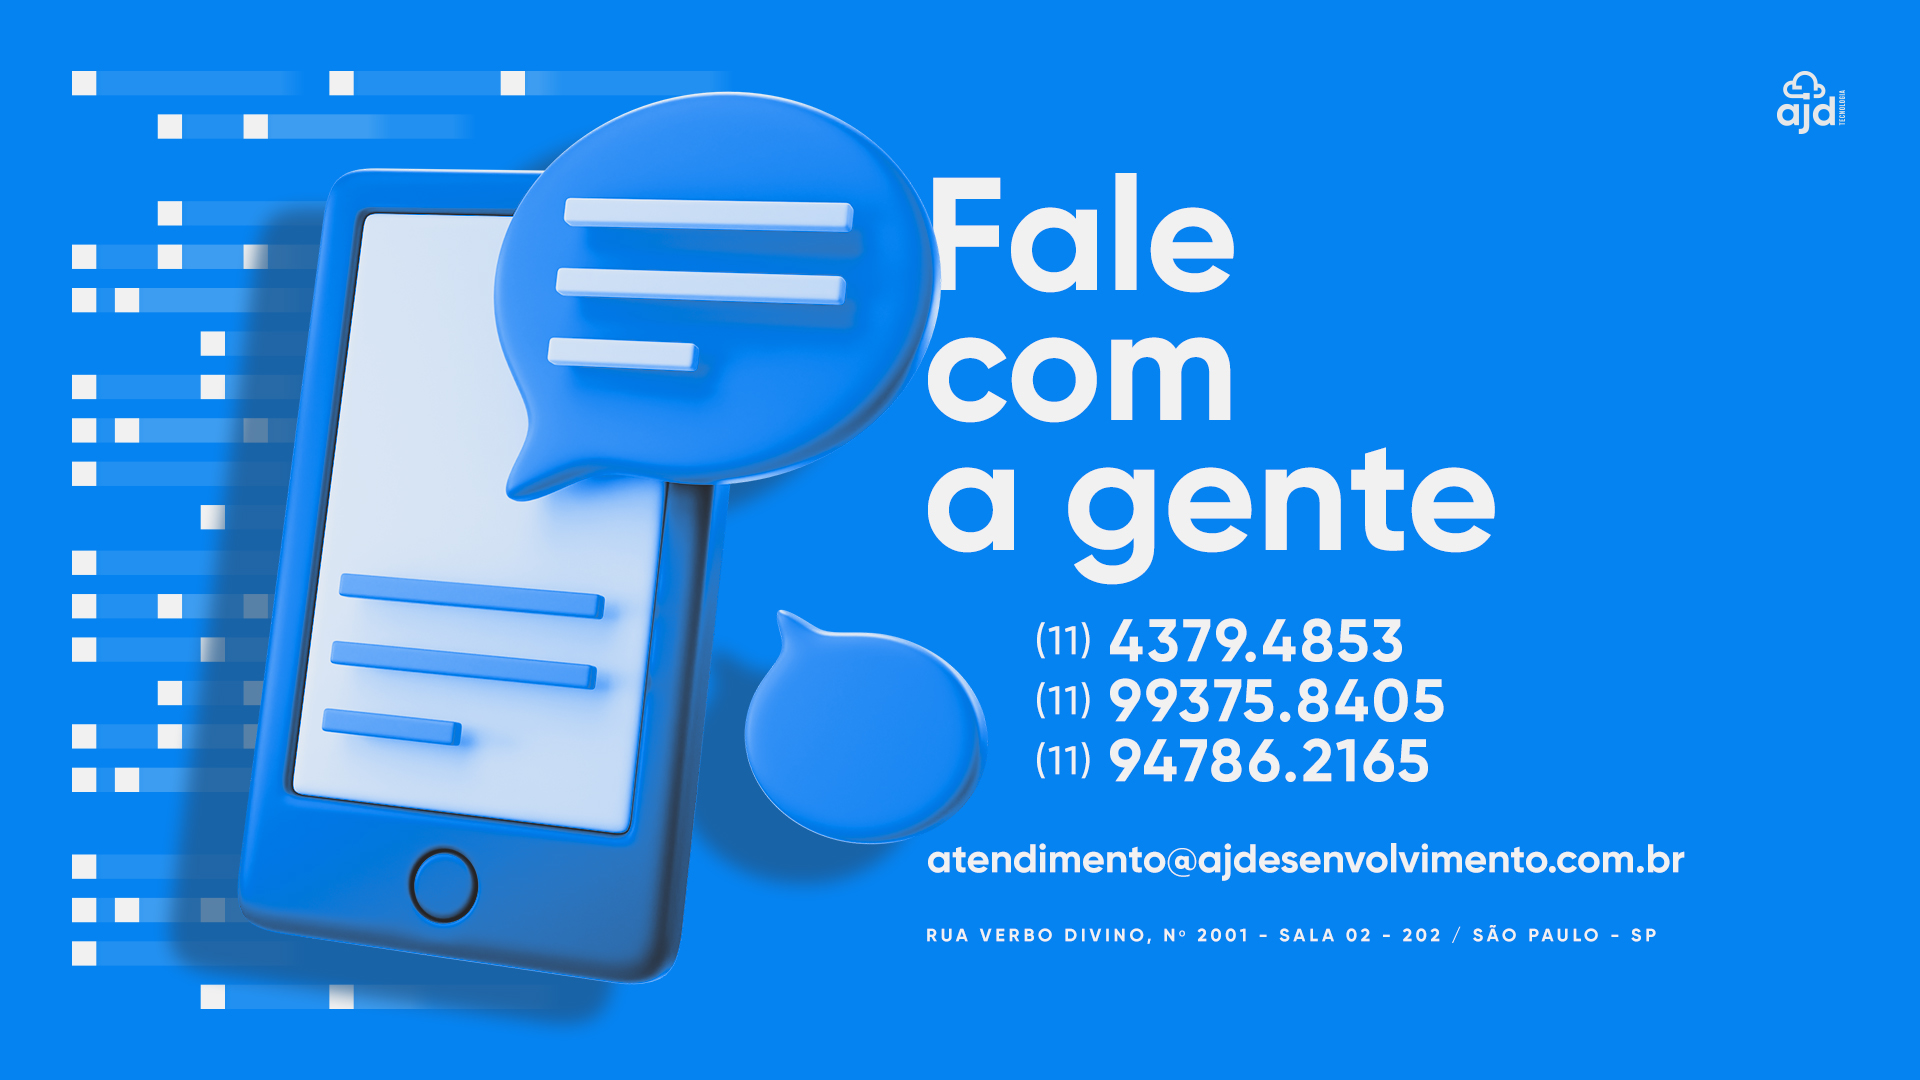 ajd
TECNOLOGIA
Fale
com
a gente
(11) 4379.4853
(11) 99375.8405
(11) 94786.2165
atendimento@ajdesenvolvimento.com.br
RUA VERBO DIVINO, Nº 2001 - SALA 02 - 202 / SÃO PAULO - SP